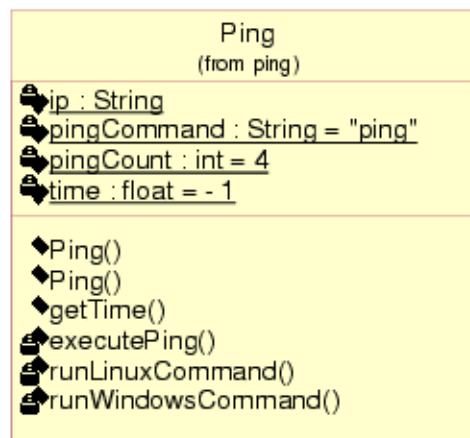 Ping
(from ping)
ip : String
pingCommand : String = "ping"
pingCount : int = 4
time : float = - 1
Ping()
Ping()
getTime()
executePing()
runLinuxCommand()
runWindowsCommand()